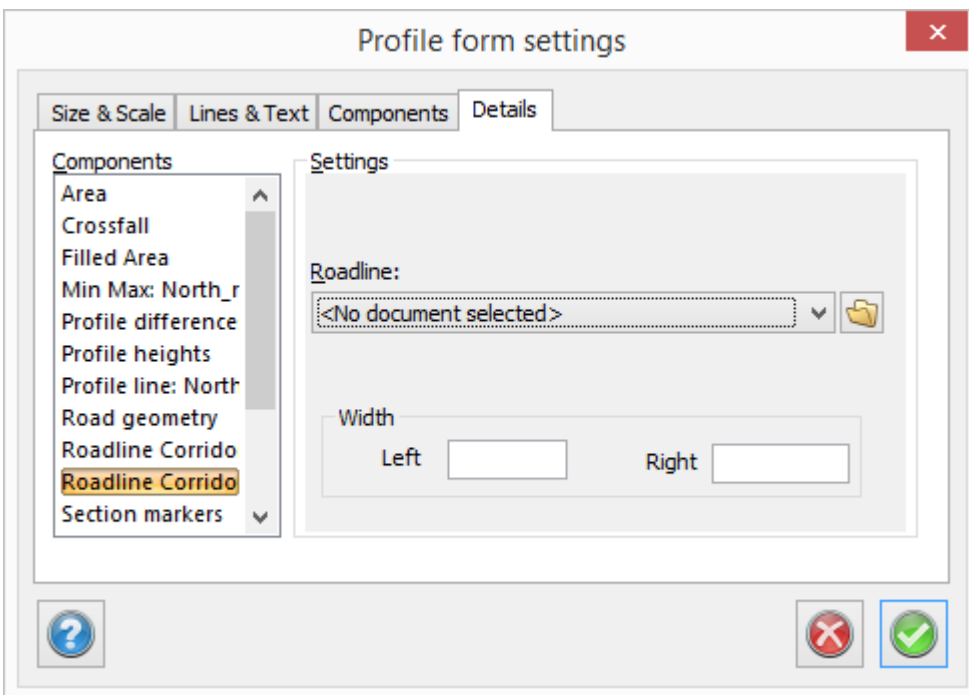 Profile form settings
Size & Scale Lines & Text Components Details
Components
Area
Crossfall
Filled Area
Min Max: North_r
Profile difference
Profile heights
Profile line: North
Road geometry
Roadline Corrido
Roadline Corrido
Section markers
Settings
Roadline:
<No document selected>
Width
Left
Right